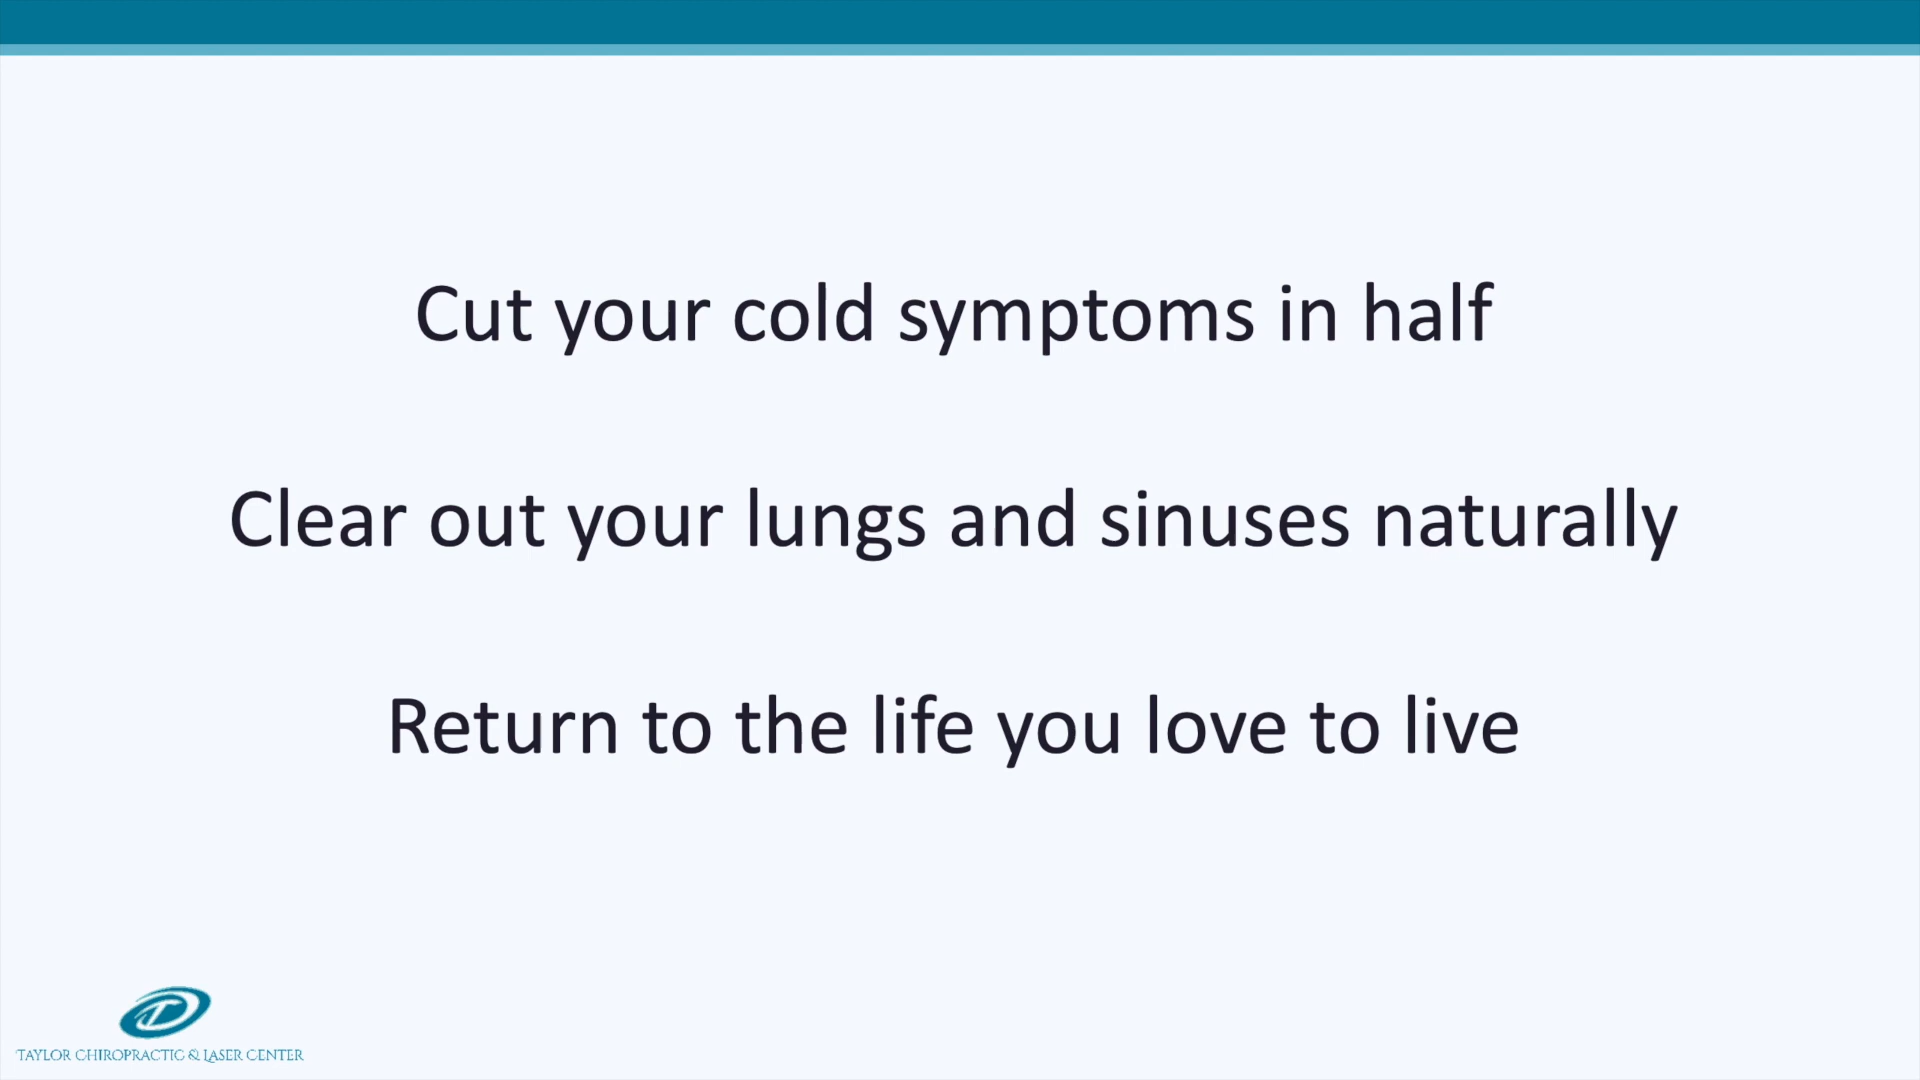 Cut your cold symptoms in half
Clear out your lungs and sinuses naturally
Return to the life you love to live
TAYLOR CHIROPRACTIC & LASER CENTER